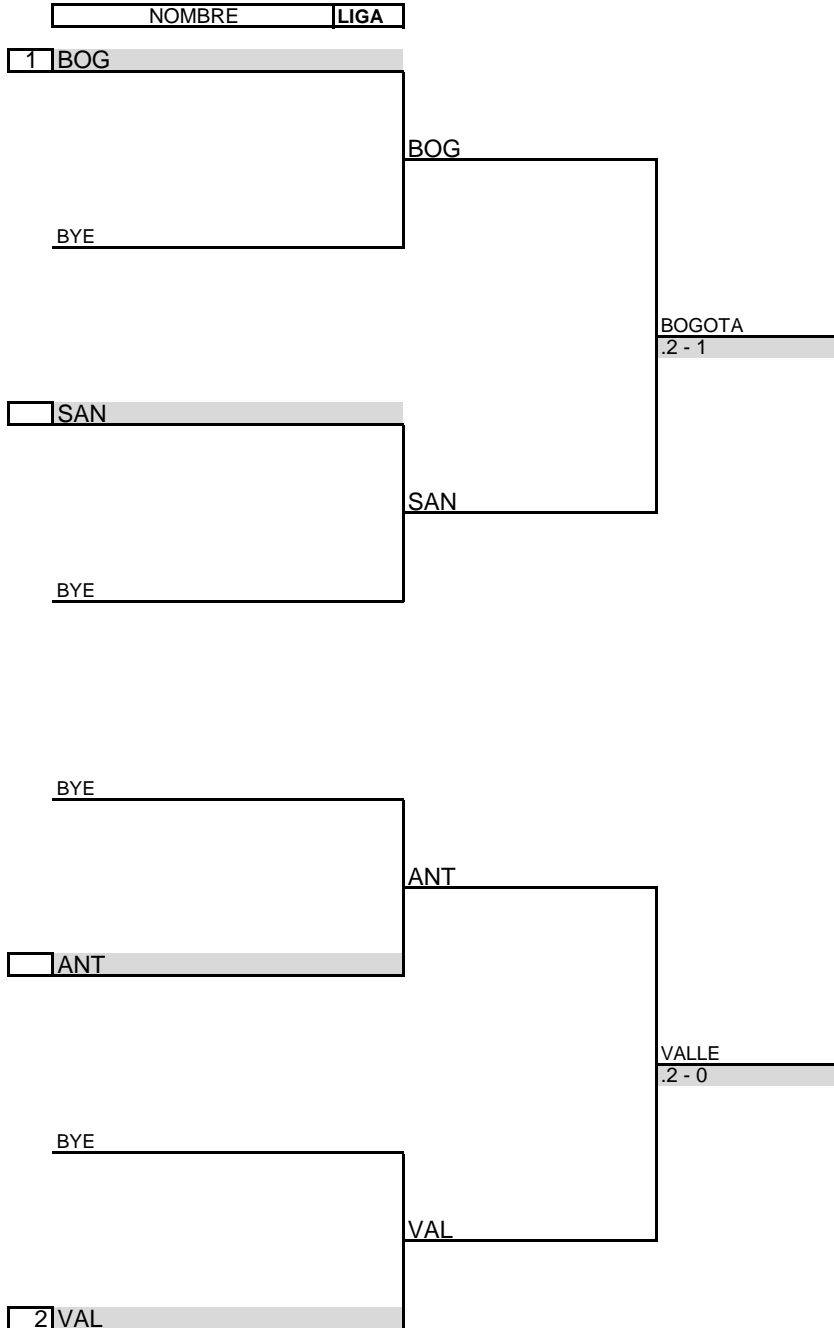 NOMBRE LIGA
1 BOG
BOG
BYE
BOGOTA
.2 - 1
SAN
SAN
BYE
BYE
ANT
ANT
VALLE
.2 - 0
BYE
VAL
2 VAL